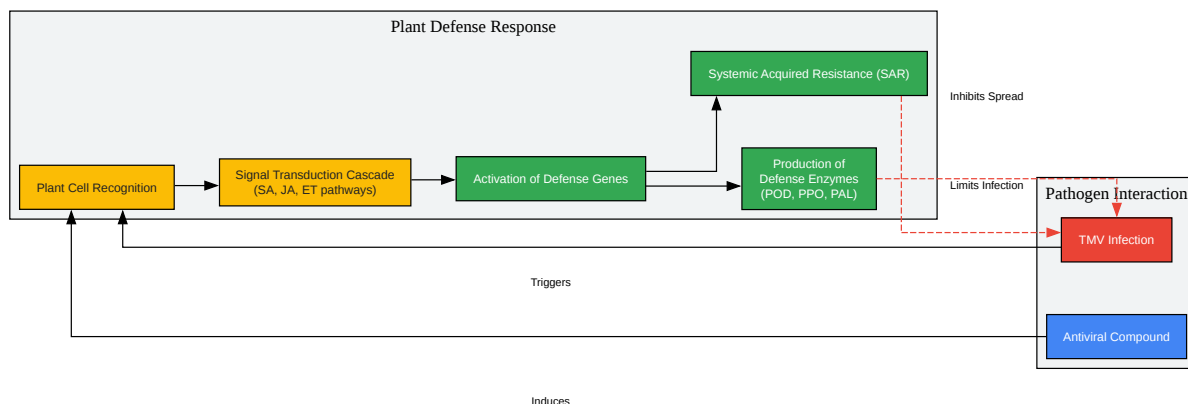 Plant Defense Response
Systemic Acquired Resistance (SAR)
Inhibits Spread
Production of
Defense Enzymes
(POD, PPO, PAL)
Signal Transduction Cascade
(SA, JA, ET pathways)
Activation of Defense Genes
Plant Cell Recognition
Limits Infection
Pathogen Interaction
TMV Infection
Triggers
Antiviral Compound
Induces